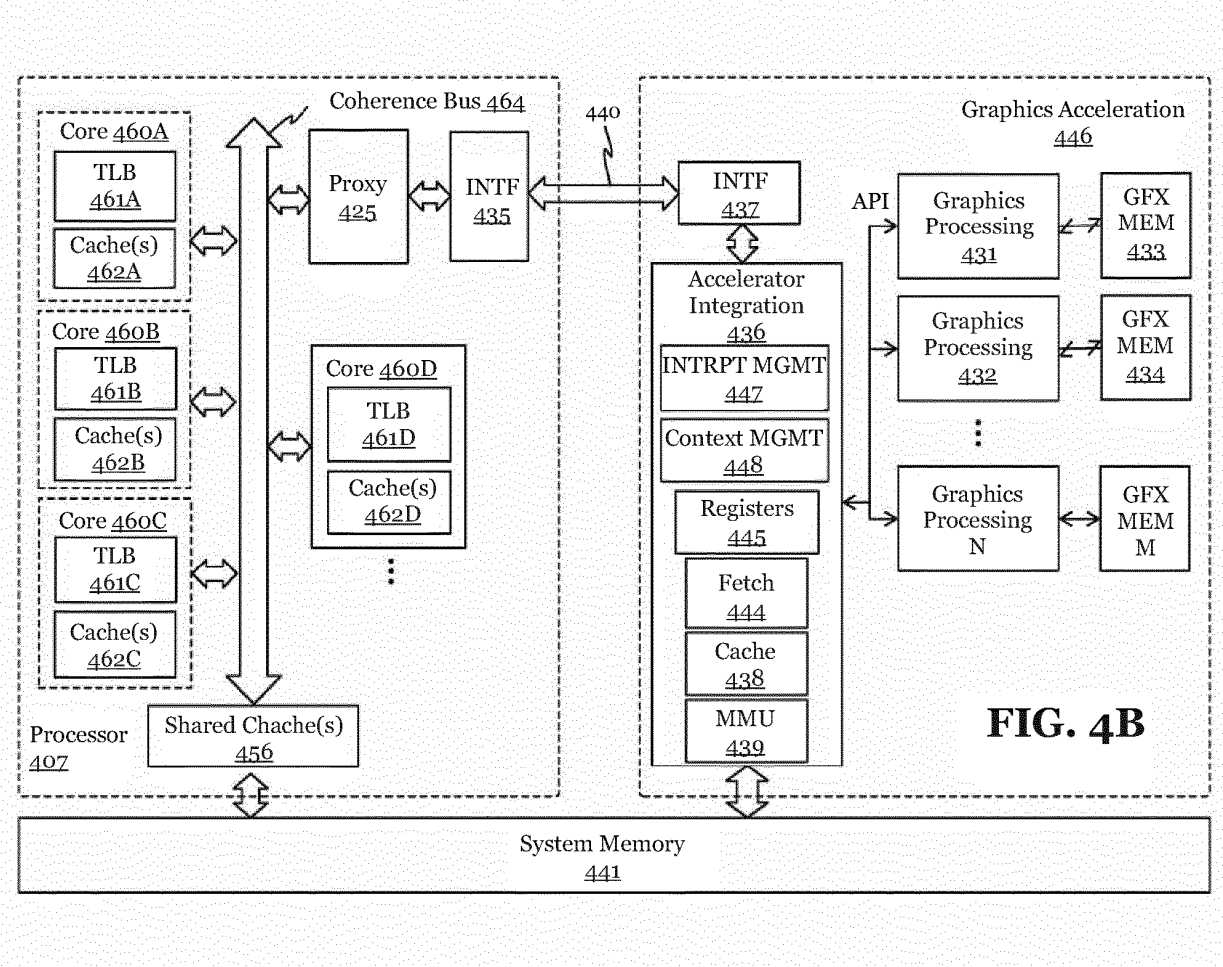 Coherence Bus 464
Core 460A
TLB
461A
Cache(s)
462A
Core 460B
TLB
461B
Cache(s)
462B
Core 460C
TLB
461C
Cache(s)
462C
Proxy
425
INTF
435
Core 460D
TLB
461D
Cache(s)
462D
Shared Chache(s)
456
Processor
407
440
Graphics Acceleration
446
INTF
437
Accelerator
Integration
436
INTRPT MGMT
447
Context MGMT
448
Registers
445
Fetch
444
Cache
438
MMU
439
API
Graphics
Processing
431
GFX
MEM
433
Graphics
Processing
432
GFX
MEM
434
Graphics
Processing
N
GFX
MEM
M
FIG. 4B
System Memory
441